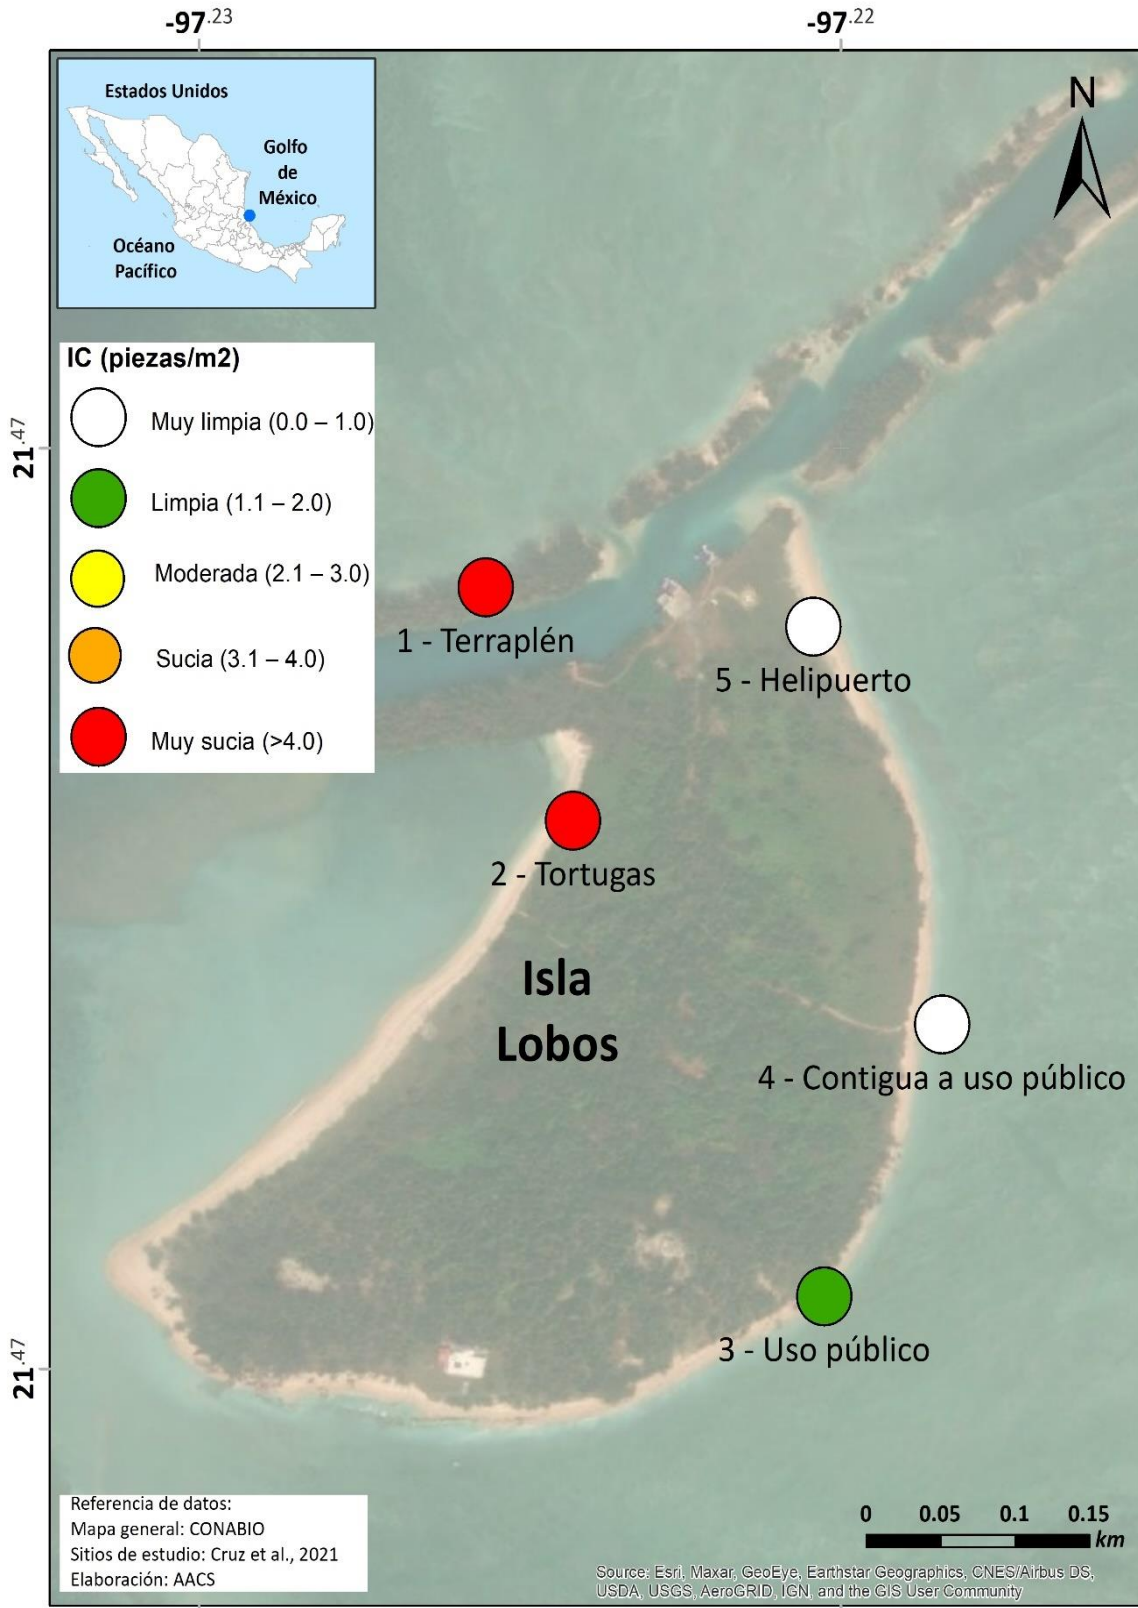 -97.23
-97.22
Estados Unidos
Golfo
de
México
Océano
Pacífico
N
IC (piezas/m2)
Muy limpia (0.0 – 1.0)
Limpia (1.1 – 2.0)
Moderada (2.1 – 3.0)
Sucia (3.1 – 4.0)
Muy sucia (>4.0)
21.47
1 - Terraplén
5 - Helipuerto
2 - Tortugas
Isla
Lobos
4 - Contigua a uso público
3 - Uso público
21.47
Referencia de datos:
Mapa general: CONABIO
Sitios de estudio: Cruz et al., 2021
Elaboración: AACS
0 0.05 0.1 0.15
km
Source: Esri, Maxar, GeoEye, Earthstar Geographics, CNES/Airbus DS,
USDA, USGS, AeroGRID, IGN, and the GIS User Community